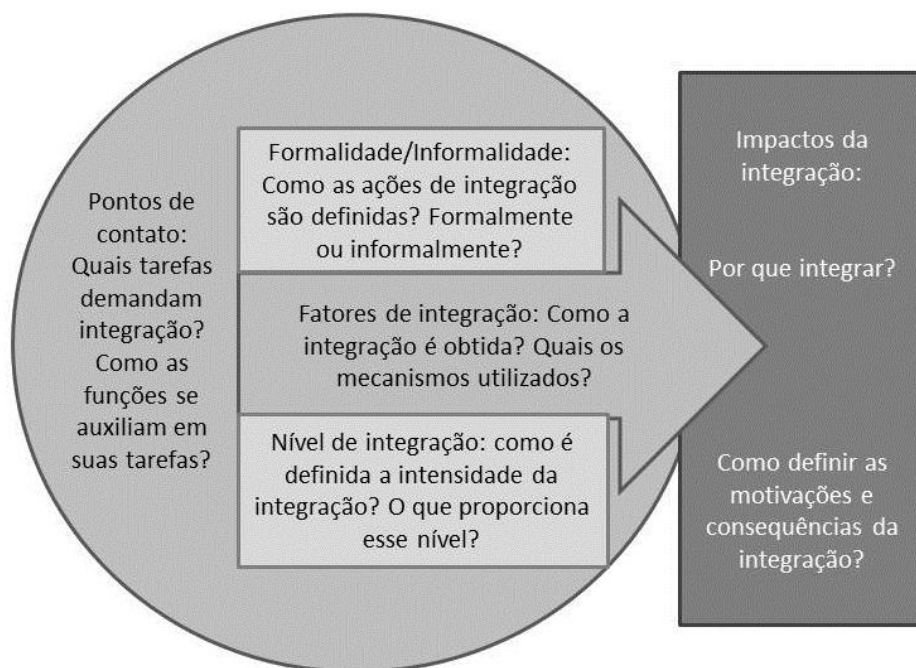 Pontos de
contato:
Quais tarefas
demandam
integração?
Como as
funções se
auxiliam em
suas tarefas?
Formalidade/Informalidade:
Como as ações de integração
são definidas? Formalmente
ou informalmente?
Fatores de integração: Como a
integração é obtida? Quais os
mecanismos utilizados?
Nível de integração: como é
definida a intensidade da
integração? O que proporciona
esse nível?
Impactos da
integração:
Por que integrar?
Como definir as
motivações e
consequências da
integração?